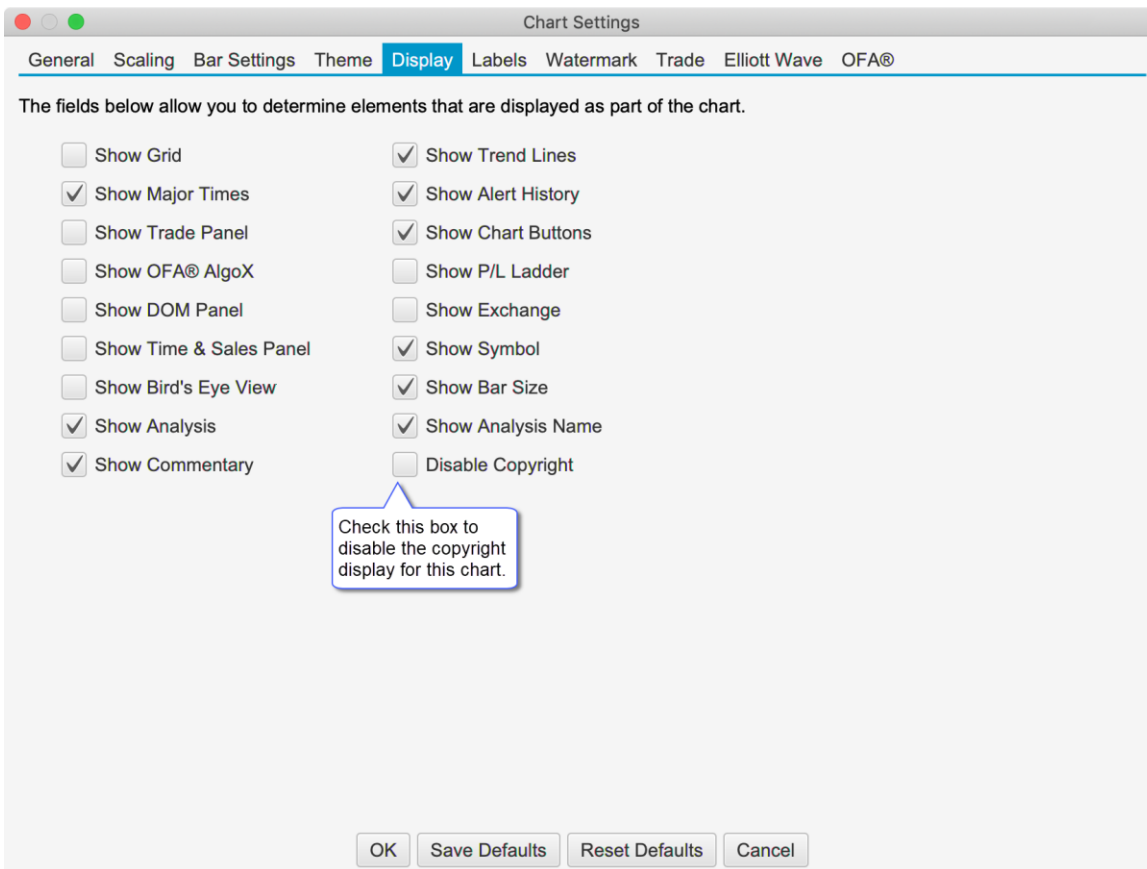 Chart Settings
General Scaling Bar Settings Theme Display Labels Watermark Trade Elliott Wave OFA®
The fields below allow you to determine elements that are displayed as part of the chart.
Show Grid
Show Major Times
Show Trade Panel
Show OFA® AlgoX
Show DOM Panel
Show Time & Sales Panel
Show Bird's Eye View
Show Analysis
Show Commentary
Show Trend Lines
Show Alert History
Show Chart Buttons
Show P/L Ladder
Show Exchange
Show Symbol
Show Bar Size
Show Analysis Name
Disable Copyright
Check this box to
disable the copyright
display for this chart.
OK Save Defaults Reset Defaults Cancel